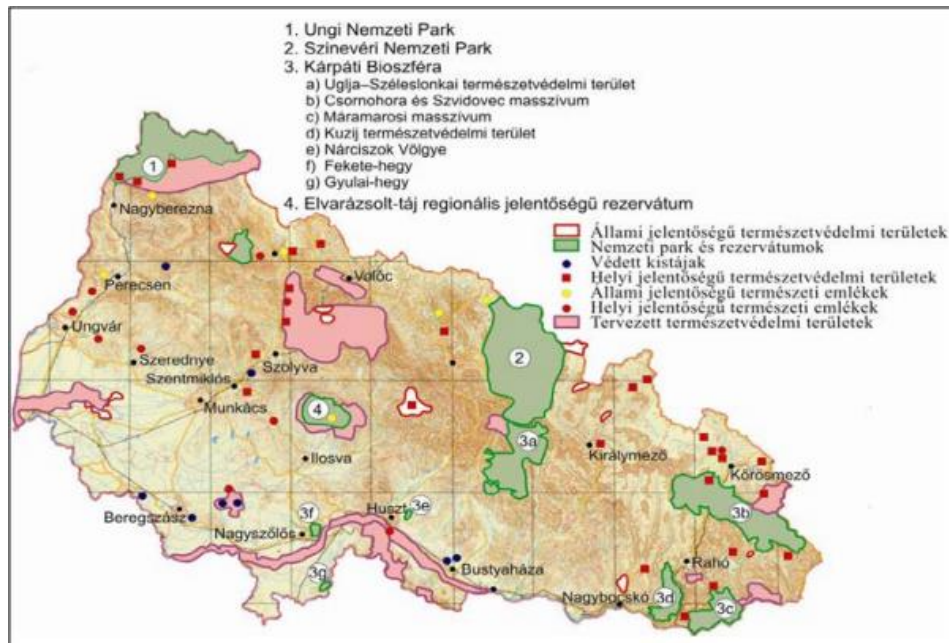 1. Ungi Nemzeti Park
2. Szinevéri Nemzeti Park
3. Kárpáti Bioszféra
a) Uglja–Széleslonkai természetvédelmi terület
b) Csornohora és Szvidovec masszívum
c) Máramarosi masszívum
d) Kuzij természetvédelmi terület
e) Nárciszok Völgye
f) Fekete-hegy
g) Gyulai-hegy
4. Elvarázsolt-táj regionális jelentőségű rezervátum
Állami jelentőségű természetvédelmi területek
Nemzeti park és rezervátumok
Védett kistájak
Helyi jelentőségű természetvédelmi területek
Állami jelentőségű természeti emlékek
Helyi jelentőségű természeti emlékek
Tervezett természetvédelmi területek
1
Nagyberezna
Volóc
Perecsen
Ungvár
Szerednye
Szolyva
Szentmiklós
Munkács
2
4
3a
Ilosva
Királymező
Kőrösmező
Beregszász
Nagyszőlős
3f
Huszt
3e
3b
3g
Bustyaháza
Rahó
Nagybocskó
3d
3c